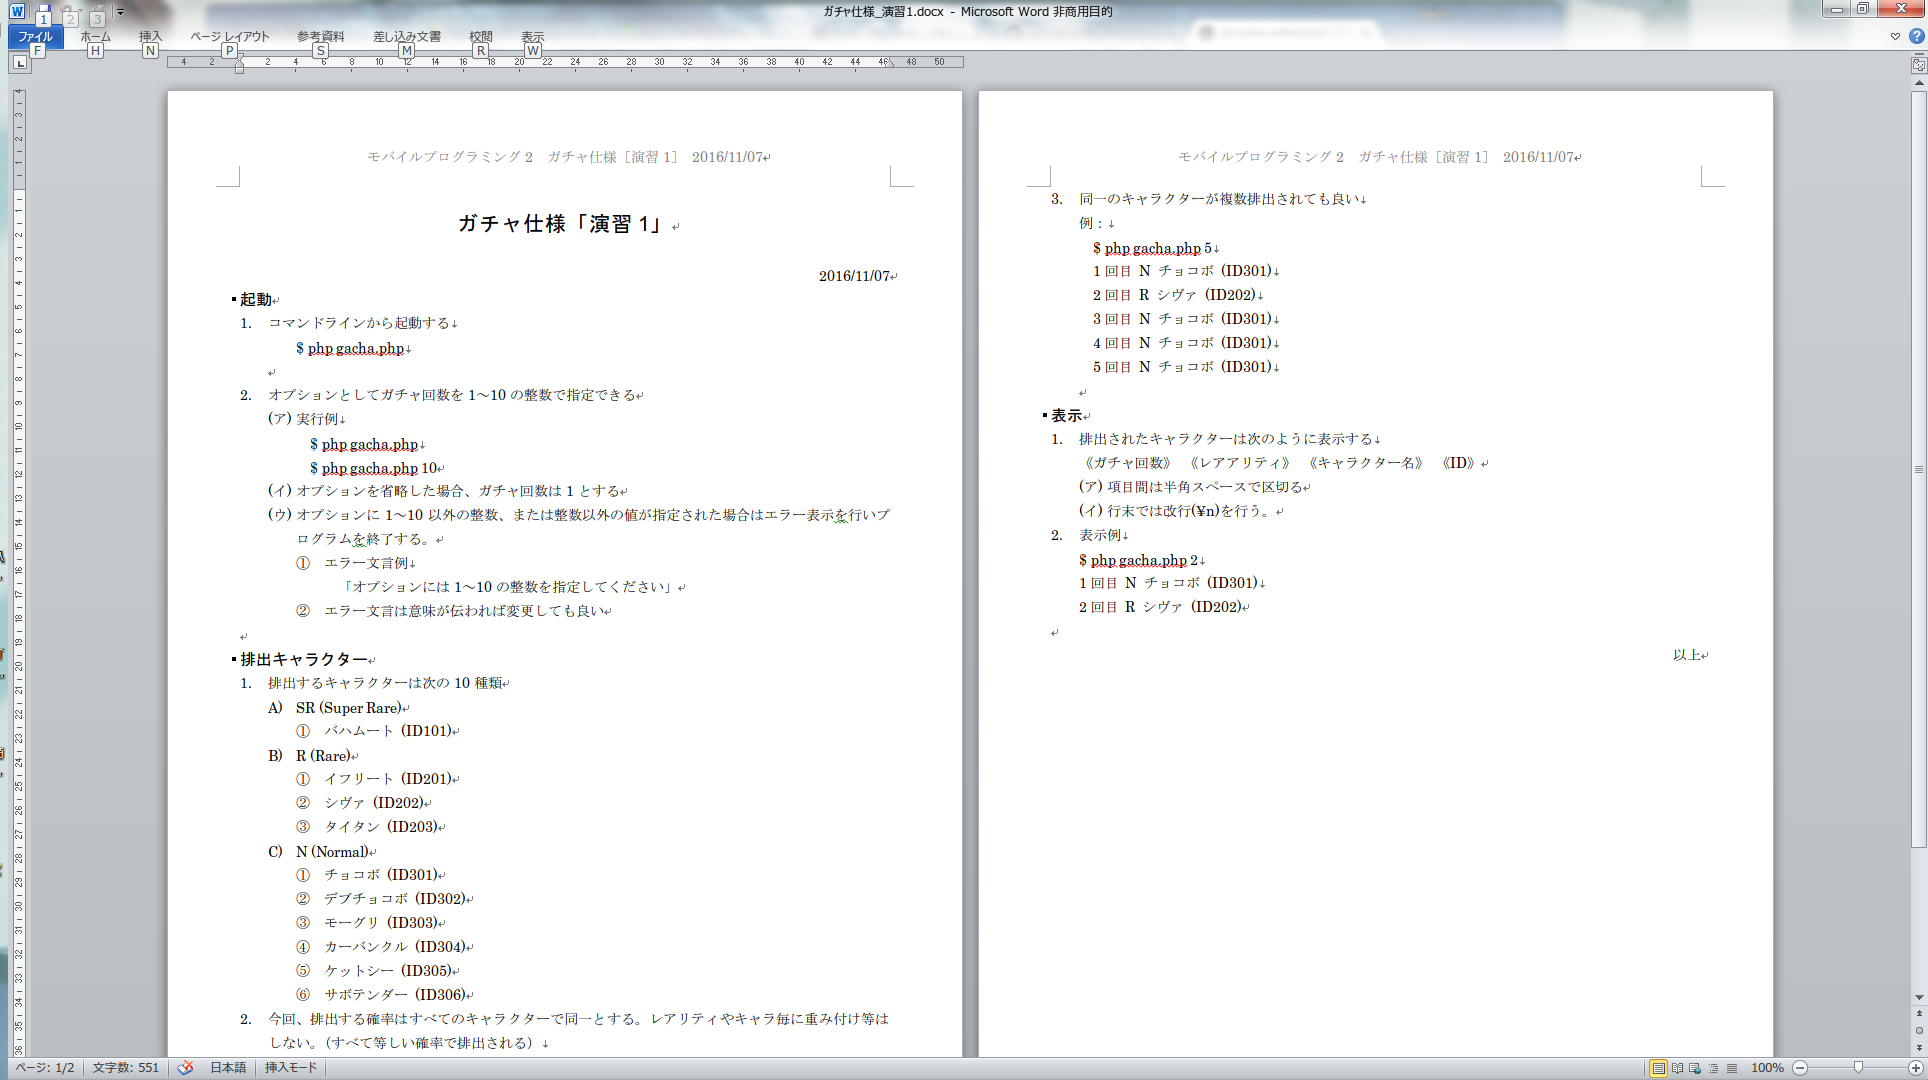 ガチャ仕様_演習1.docx - Microsoft Word 非商用目的
1 2 3
ファイル ホーム 挿入 ページ レイアウト 参考資料 差し込み文書 校閲 表示
F H N P S M R W
4 2 2 4 6 8 10 12 14 16 18 20 22 24 26 28 30 32 34 36 38 40 42 44 46 48 50
モバイルプログラミング 2 ガチャ仕様［演習 1］ 2016/11/07
ガチャ仕様「演習 1」
2016/11/07
起動
1. コマンドラインから起動する
$ php gacha.php
2. オプションとしてガチャ回数を 1～10 の整数で指定できる
(ア) 実行例
$ php gacha.php
$ php gacha.php 10
(イ) オプションを省略した場合、ガチャ回数は 1 とする
(ウ) オプションに 1～10 以外の整数、または整数以外の値が指定された場合はエラー表示を行いプ
ログラムを終了する。
① エラー文言例
「オプションには 1～10 の整数を指定してください」
② エラー文言は意味が伝われば変更しても良い
排出キャラクター
1. 排出するキャラクターは次の 10 種類
A) SR (Super Rare)
① バハムート (ID101)
B) R (Rare)
① イフリート (ID201)
② シヴァ (ID202)
③ タイタン (ID203)
C) N (Normal)
① チョコボ (ID301)
② デブチョコボ (ID302)
③ モーグリ (ID303)
④ カーバンクル (ID304)
⑤ ケットシー (ID305)
⑥ サボテンダー (ID306)
2. 今回、排出する確率はすべてのキャラクターで同一とする。レアリティやキャラ毎に重み付け等は
しない。（すべて等しい確率で排出される）
モバイルプログラミング 2 ガチャ仕様［演習 1］ 2016/11/07
3. 同一のキャラクターが複数排出されても良い
例：
$ php gacha.php 5
1 回目 N チョコボ (ID301)
2 回目 R シヴァ (ID202)
3 回目 N チョコボ (ID301)
4 回目 N チョコボ (ID301)
5 回目 N チョコボ (ID301)
表示
1. 排出されたキャラクターは次のように表示する
《ガチャ回数》 《レアアリティ》 《キャラクター名》 《ID》
(ア) 項目間は半角スペースで区切る
(イ) 行末では改行(¥n)を行う。
2. 表示例
$ php gacha.php 2
1 回目 N チョコボ (ID301)
2 回目 R シヴァ (ID202)
以上
ページ: 1/2 文字数: 551 日本語 挿入モード 100%